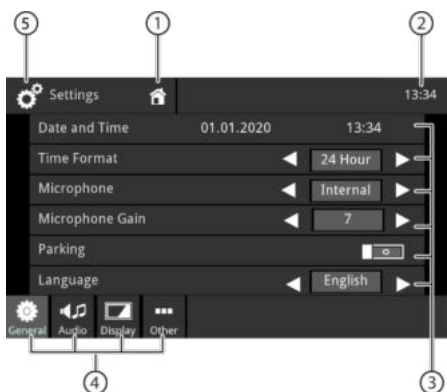 5 1 2
Settings 13:34
Date and Time 01.01.2020 13:34
Time Format 24 Hour
Microphone Internal
Microphone Gain 7
Parking
Language English
General Audio Display Other
4 3